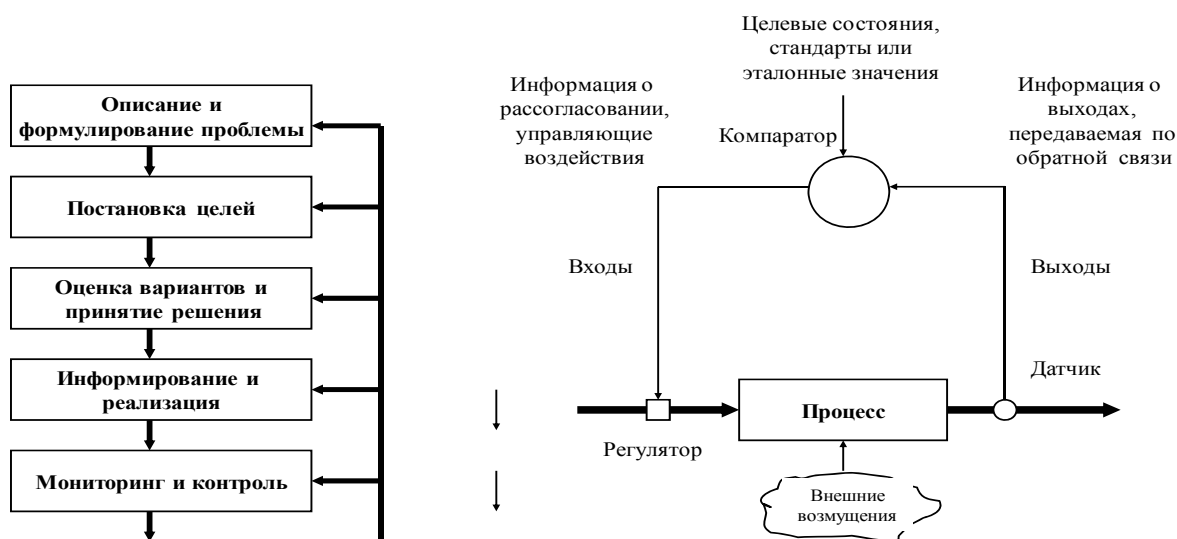 Описание и
формулирование проблемы
Постановка целей
Оценка вариантов и
принятие решения
Информирование и
реализация
Мониторинг и контроль
Целевые состояния,
стандарты или
эталонные значения
Информация о
рассогласовании,
управляющие
воздействия
Компаратор
Информация о
выходах,
передаваемая по
обратной связи
Входы
Выходы
Датчик
Процесс
Регулятор
Внешние
возмущения